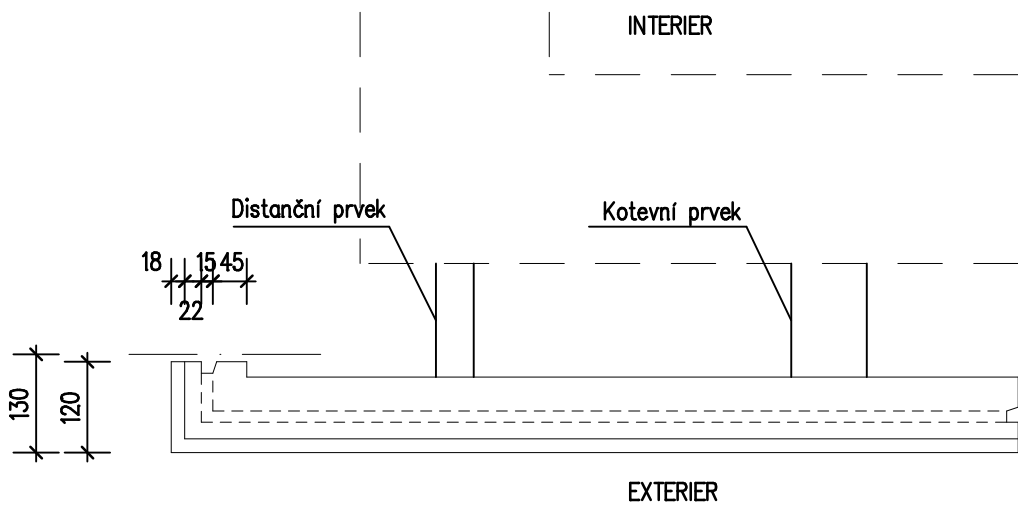 INTERIER
Distanční prvek
Kotevní prvek
18 15 45
22
130
120
EXTERIER